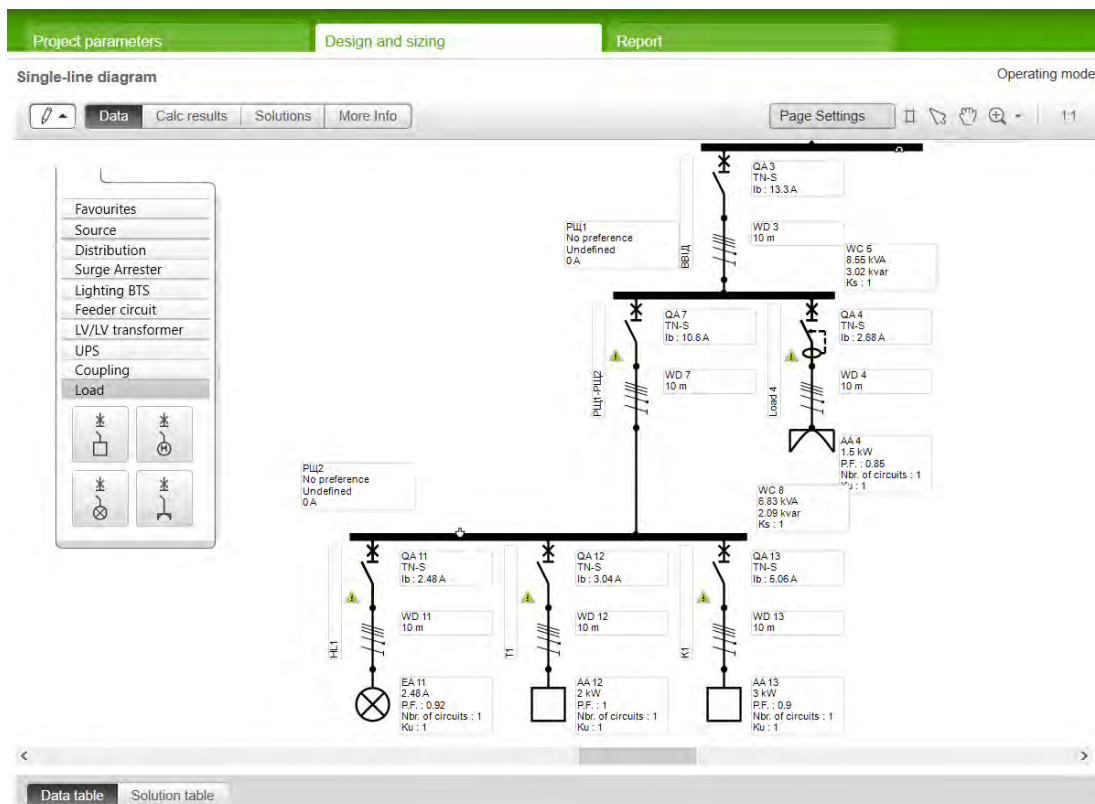 Project parameters
Design and sizing
Report
Single-line diagram
Operating mode
Data
Calc results
Solutions
More Info
Page Settings
1:1
Favourites
Source
Distribution
Surge Arrester
Lighting BTS
Feeder circuit
LV/LV transformer
UPS
Coupling
Load
M
QA 3
TN-S
Ib : 13.3 A
РЩ1
No preference
Undefined
0 A
ВВІД
WD 3
10 m
WC 5
8.55 kVA
3.02 kvar
Ks : 1
QA 7
TN-S
Ib : 10.6 A
QA 4
TN-S
Ib : 2.68 A
РЩ1-РЩ2
WD 7
10 m
Load 4
WD 4
10 m
AA 4
1.5 kW
P.F. : 0.85
Nbr. of circuits : 1
Ku : 1
РЩ2
No preference
Undefined
0 A
WC 8
6.83 kVA
2.09 kvar
Ks : 1
QA 11
TN-S
Ib : 2.48 A
QA 12
TN-S
Ib : 3.04 A
QA 13
TN-S
Ib : 5.06 A
HL1
WD 11
10 m
T1
WD 12
10 m
K1
WD 13
10 m
EA 11
2.48 A
P.F. : 0.92
Nbr. of circuits : 1
Ku : 1
AA 12
2 kW
P.F. : 1
Nbr. of circuits : 1
Ku : 1
AA 13
3 kW
P.F. : 0.9
Nbr. of circuits : 1
Ku : 1
Data table
Solution table